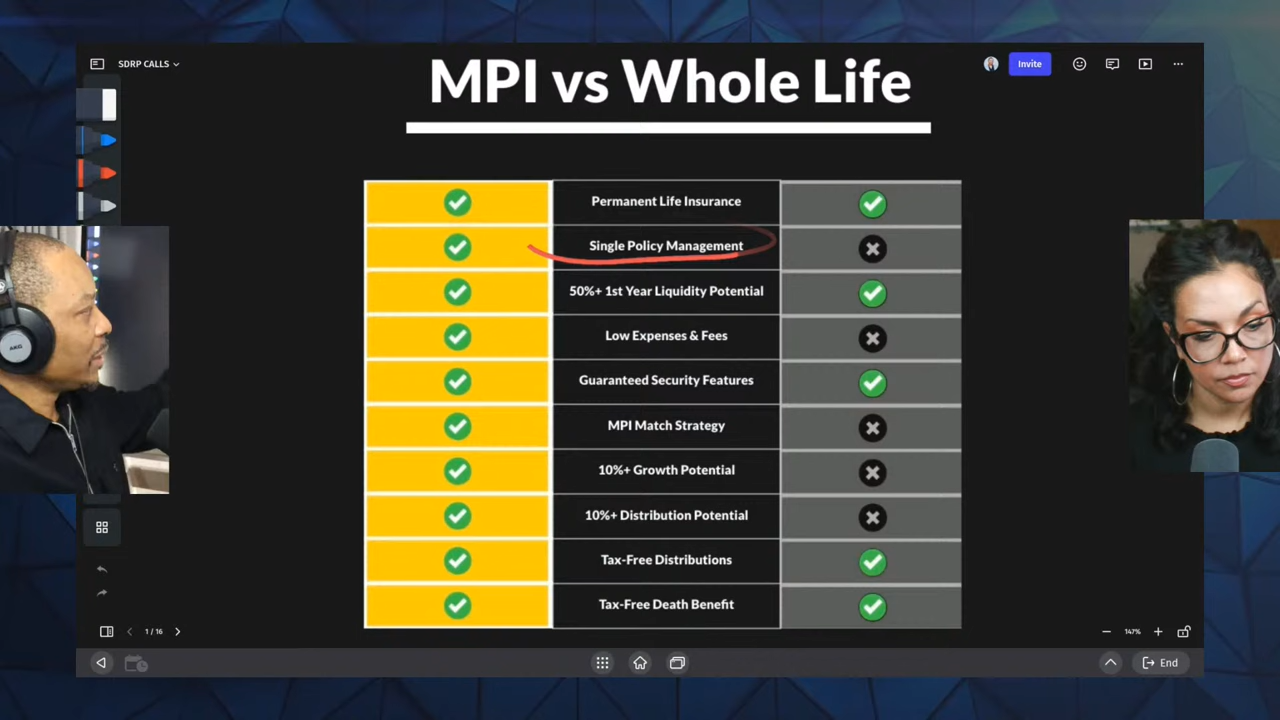 SDRP CALLS
Invite
MPI vs Whole Life
Permanent Life Insurance
Single Policy Management
50%+ 1st Year Liquidity Potential
Low Expenses & Fees
Guaranteed Security Features
MPI Match Strategy
10%+ Growth Potential
10%+ Distribution Potential
Tax-Free Distributions
Tax-Free Death Benefit
AKG
1 / 16
147%
End